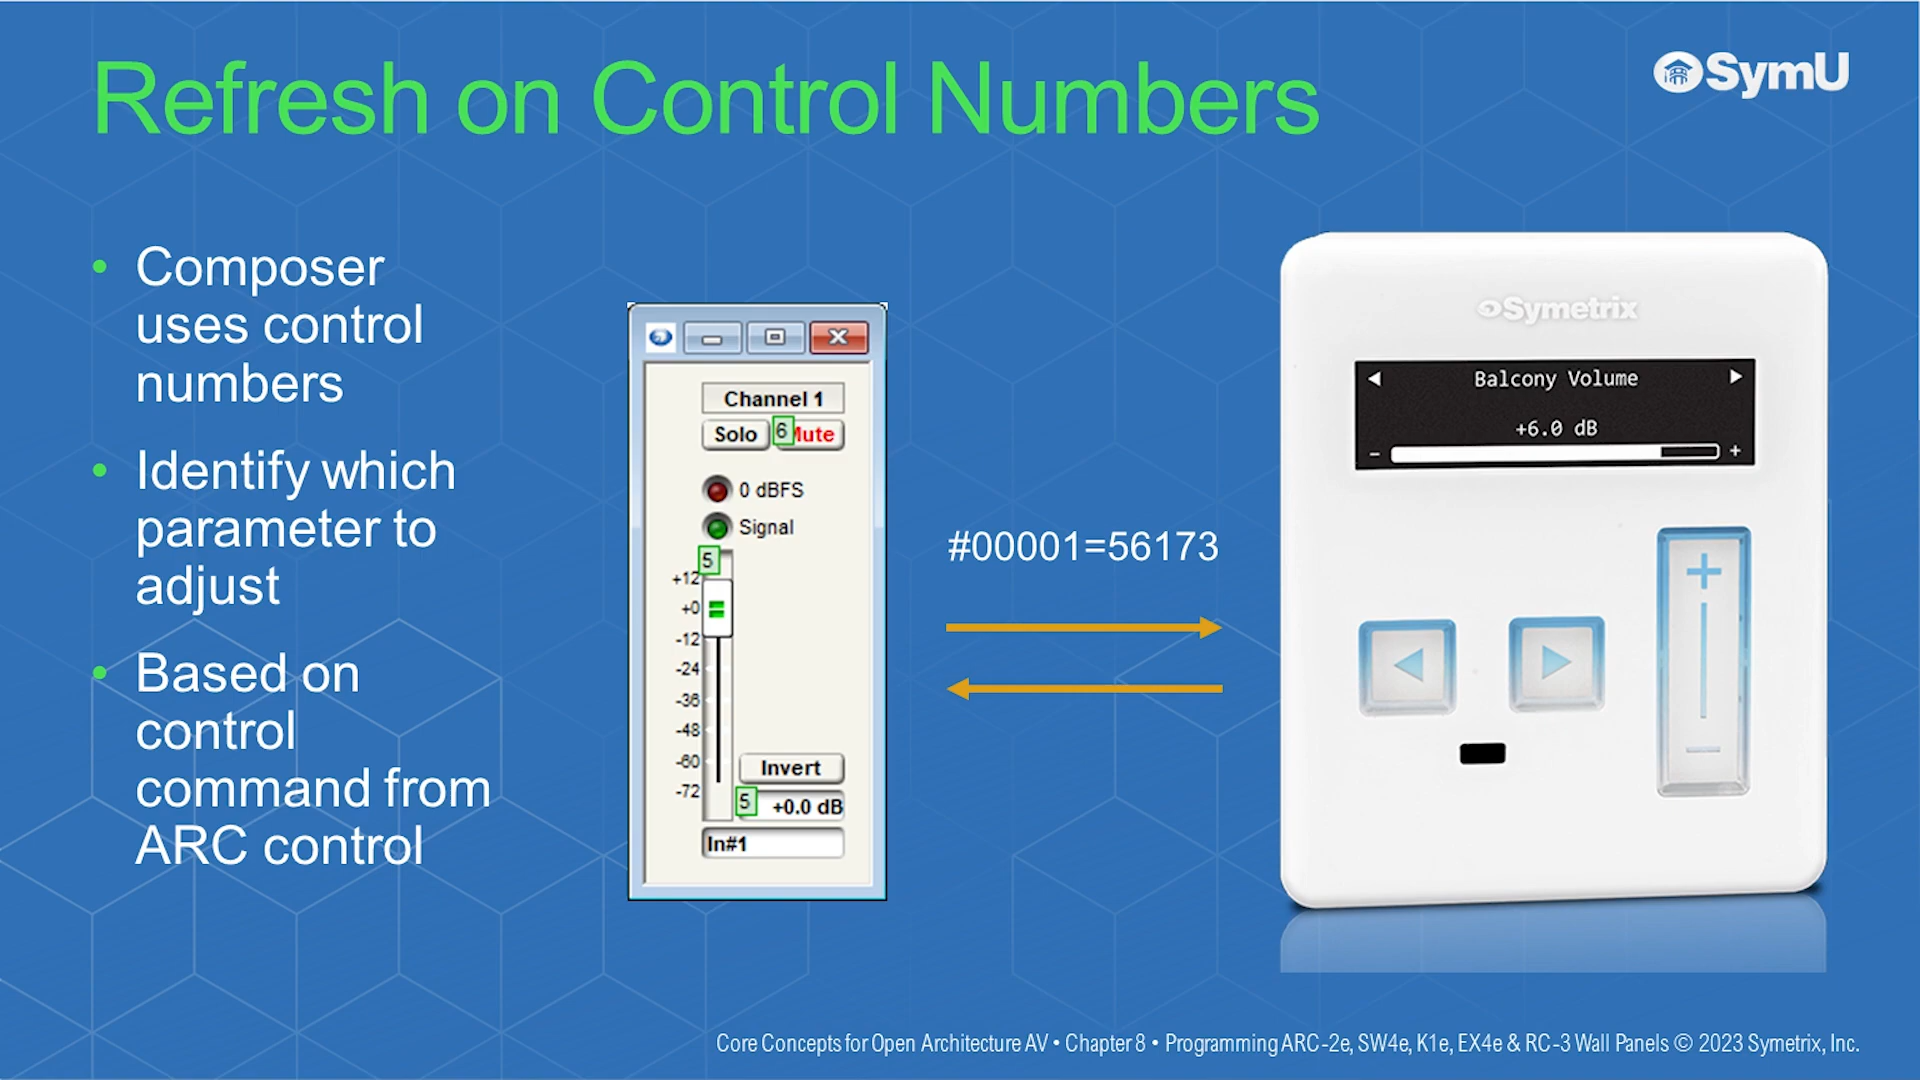 Refresh on Control Numbers
SymU
• Composer
uses control
numbers
• Identify which
parameter to
adjust
• Based on
control
command from
ARC control
Channel 1
Solo
6
Mute
0 dBFS
Signal
5
+12
+0
-12
-24
-36
-48
-60
-72
Invert
5
+0.0 dB
In#1
#00001=56173
Symetrix
Balcony Volume
+6.0 dB
- +
+
-
Core Concepts for Open Architecture AV • Chapter 8 • Programming ARC-2e, SW4e, K1e, EX4e & RC-3 Wall Panels © 2023 Symetrix, Inc.